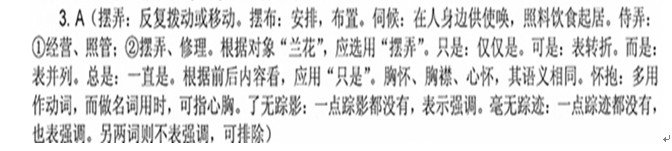 3. A（摆弄：反复拨动或移动。摆布：安排，布置。伺候：在人身边供使唤，照料饮食起居。侍弄：
①经营、照管；②摆弄、修理。根据对象“兰花”，应选用“摆弄”。只是：仅仅是。可是：表转折。而是：
表并列。总是：一直是。根据前后内容看，应用“只是”。胸怀、胸襟、心怀，其语义相同。怀抱：多用
作动词，而做名词用时，可指心胸。了无踪影：一点踪影都没有，表示强调。毫无踪迹：一点踪迹都没有，
也表强调。另两词则不表强调，可排除）